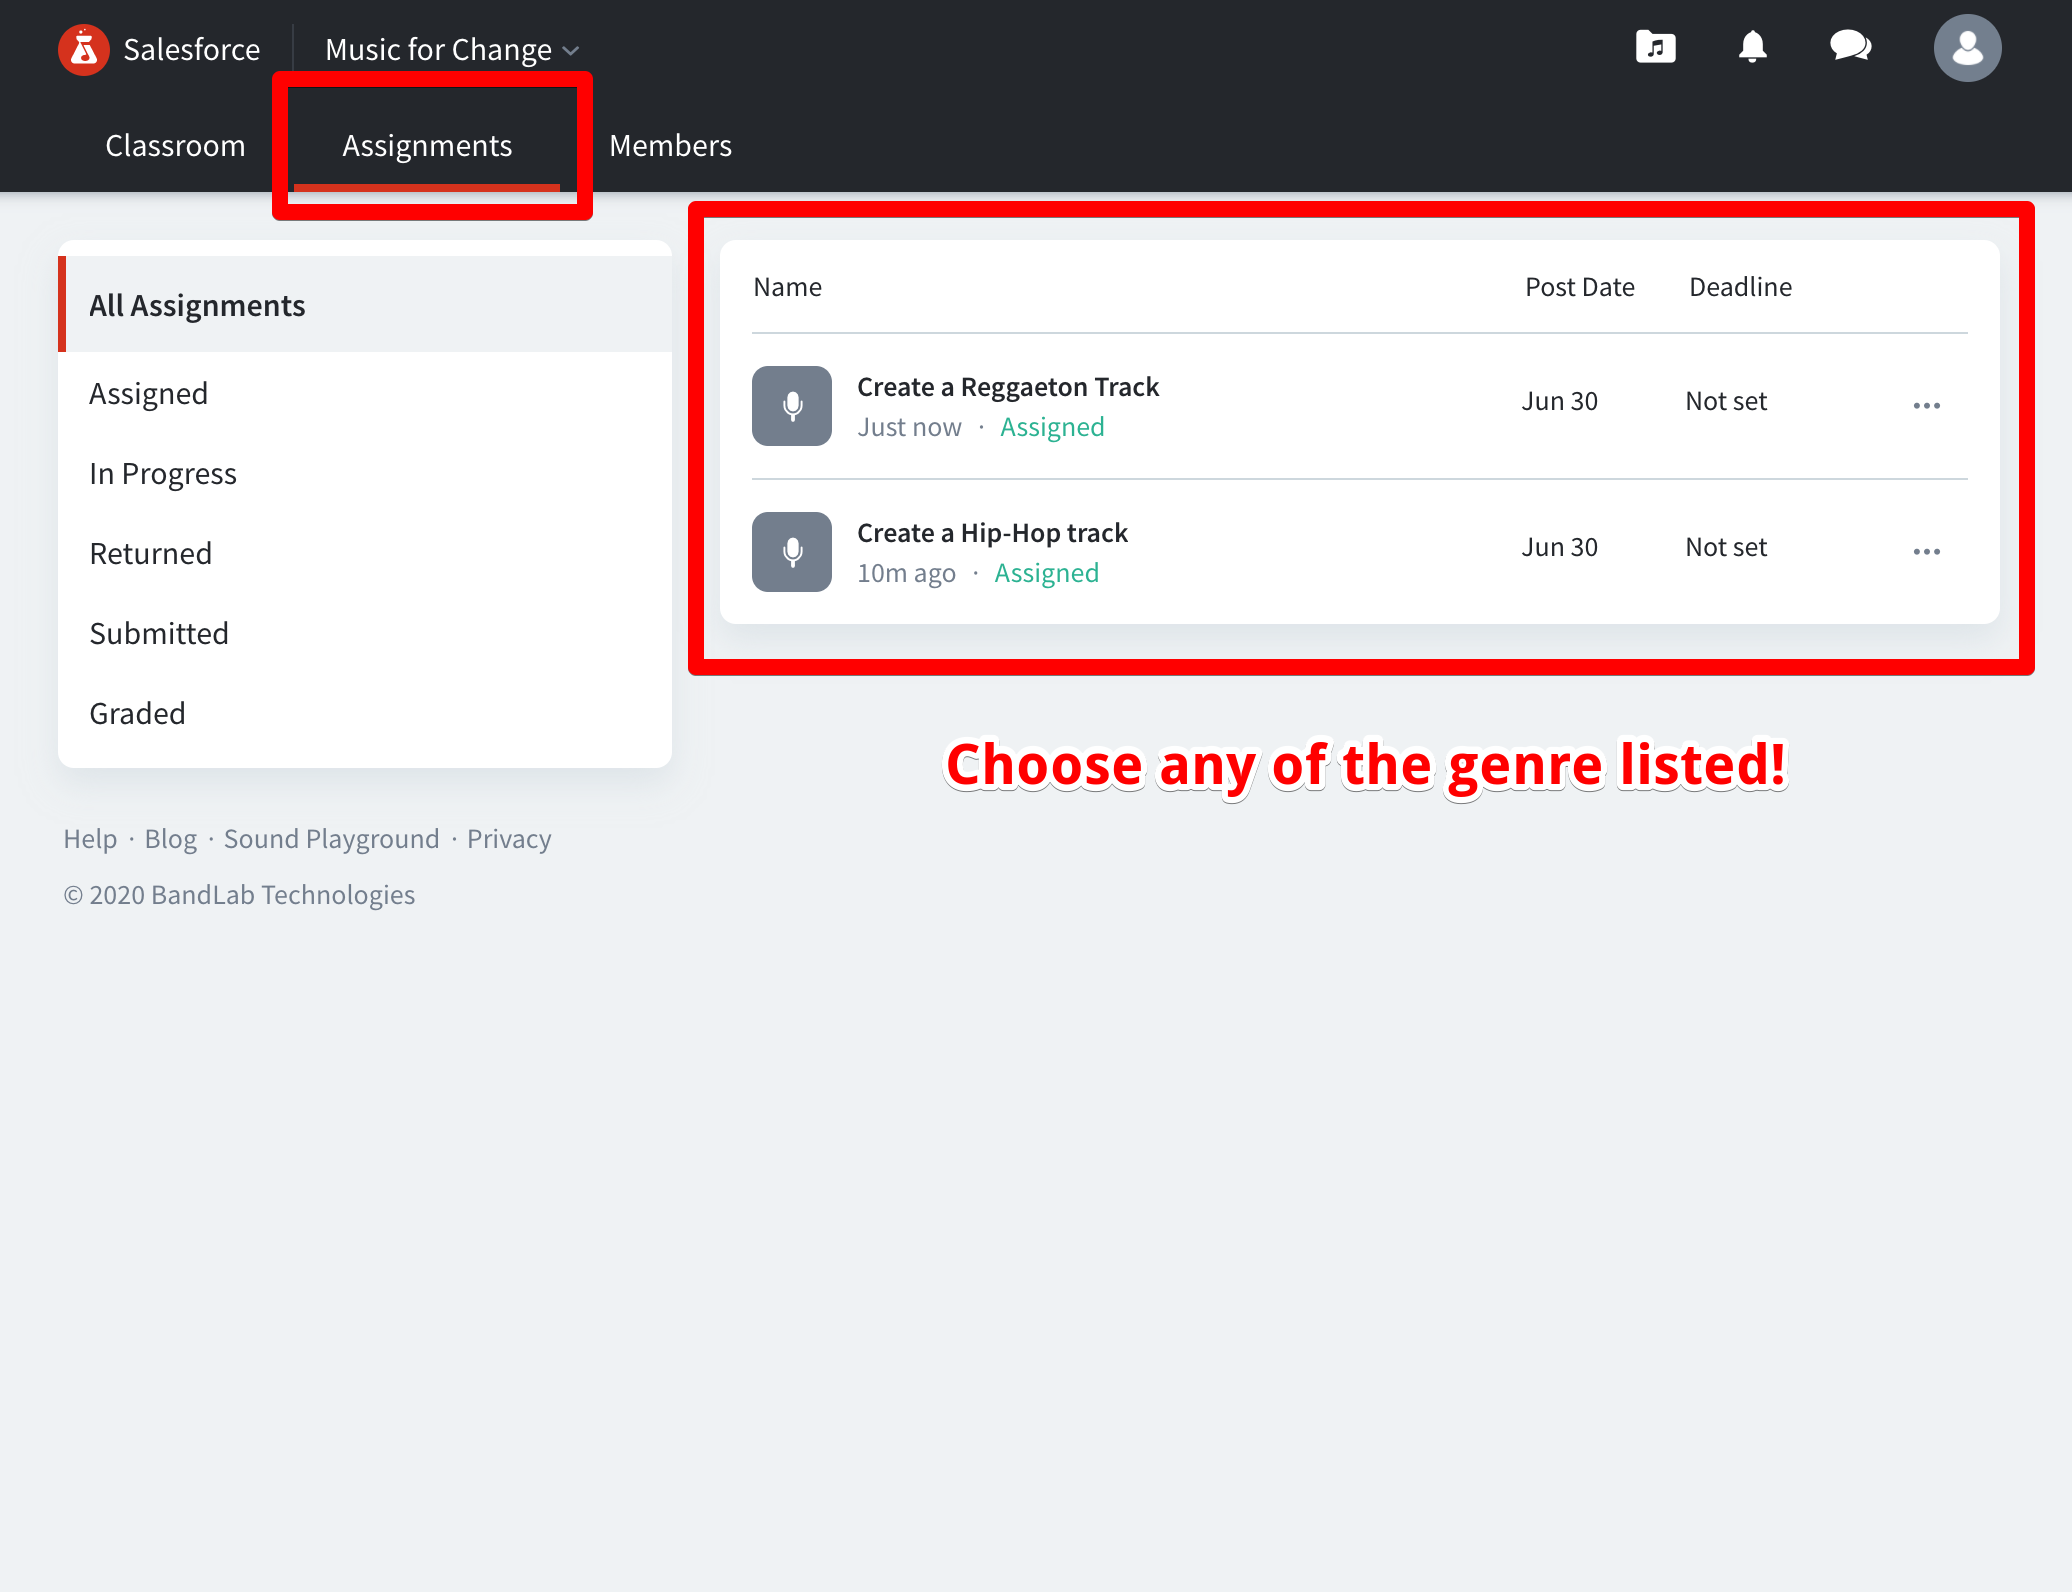 Salesforce
Music for Change
Classroom
Assignments
Members
All Assignments
Assigned
In Progress
Returned
Submitted
Graded
Name
Post Date
Deadline
Create a Reggaeton Track
Just now · Assigned
Jun 30
Not set
Create a Hip-Hop track
10m ago · Assigned
Jun 30
Not set
Choose any of the genre listed!
Help · Blog · Sound Playground · Privacy
© 2020 BandLab Technologies